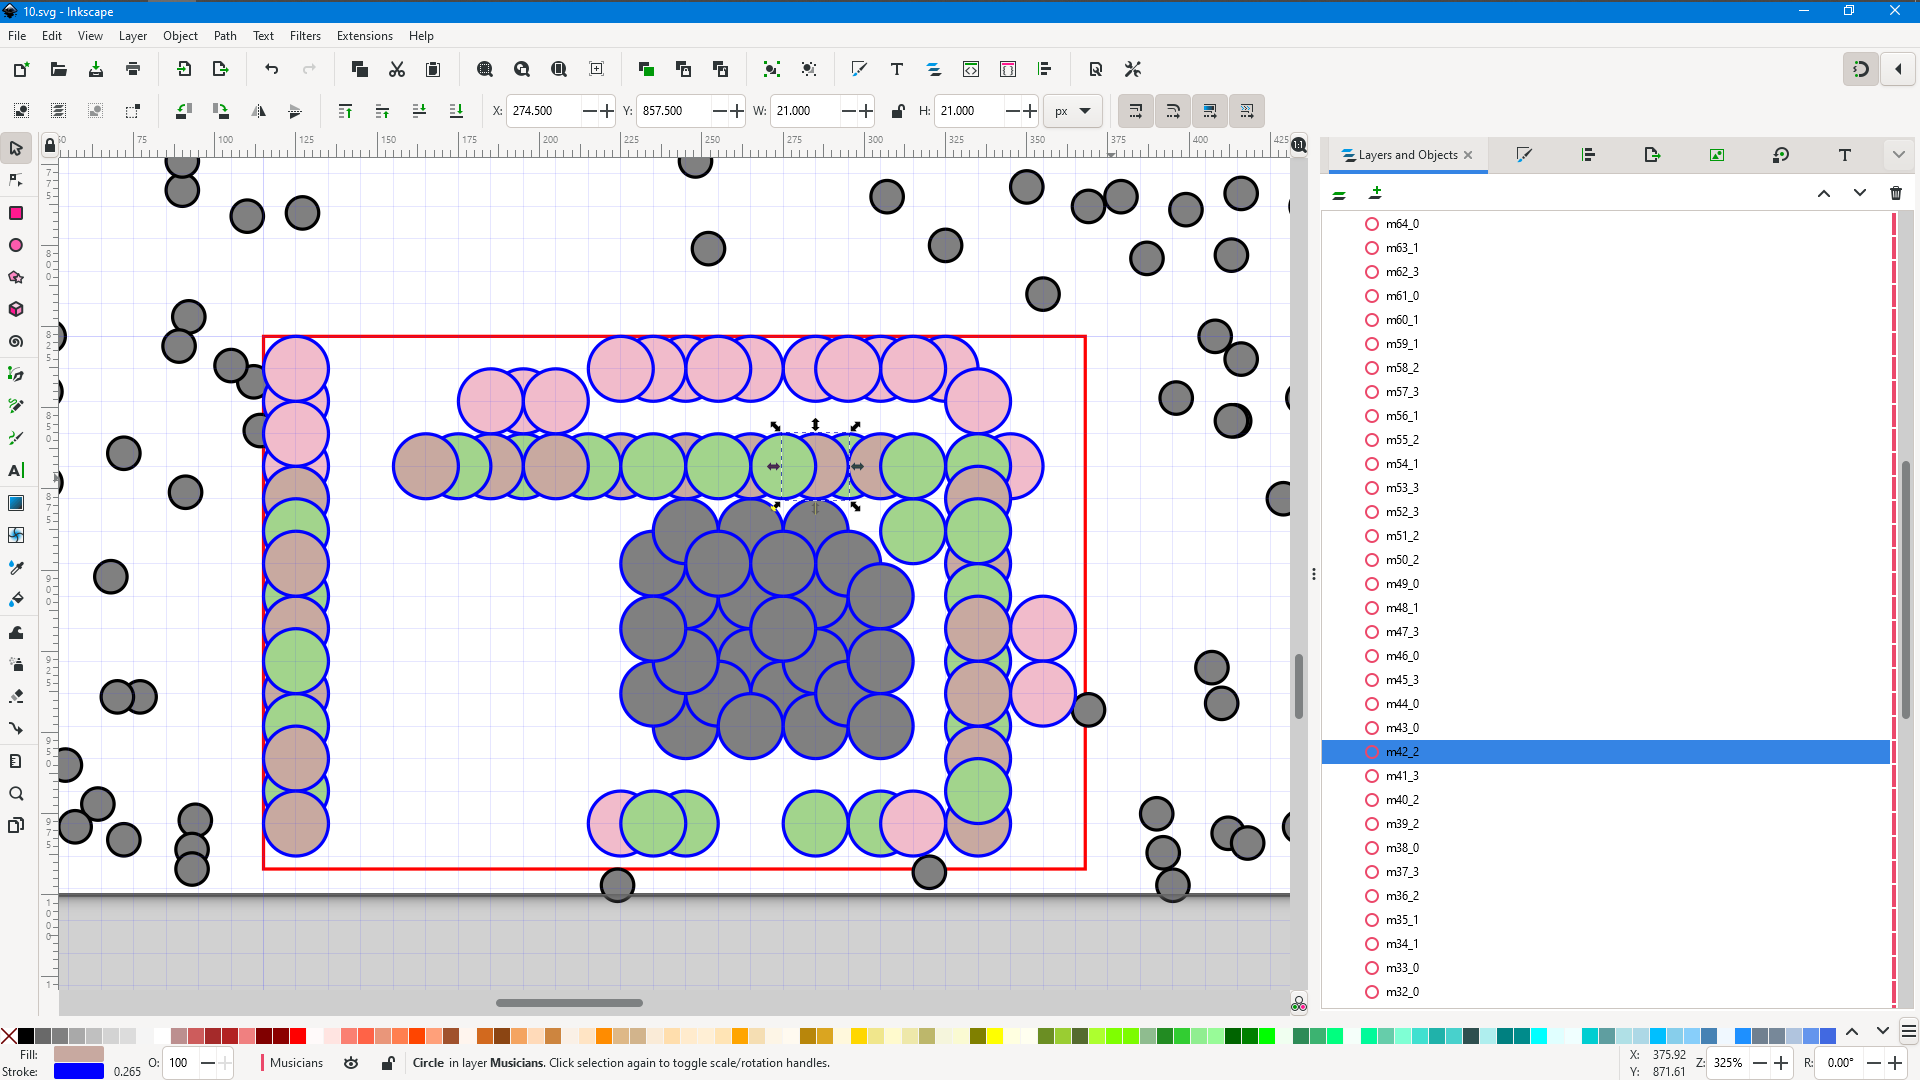 10.svg - Inkscape
File Edit View Layer Object Path Text Filters Extensions Help
X: 274.500 Y: 857.500 W: 21.000 H: 21.000 px
75 100 125 150 175 200 225 250 275 300 325 350 375 400 425
1:1
Layers and Objects
m64_0
m63_1
m62_3
m61_0
m60_1
m59_1
m58_2
m57_3
m56_1
m55_2
m54_1
m53_3
m52_3
m51_2
m50_2
m49_0
m48_1
m47_3
m46_0
m45_3
m44_0
m43_0
m42_2
m41_3
m40_2
m39_2
m38_0
m37_3
m36_2
m35_1
m34_1
m33_0
m32_0
Fill:
Stroke: 0.265
O: 100
Musicians
Circle in layer Musicians. Click selection again to toggle scale/rotation handles.
X: 375.92
Y: 871.61
Z: 325%
R: 0.00°